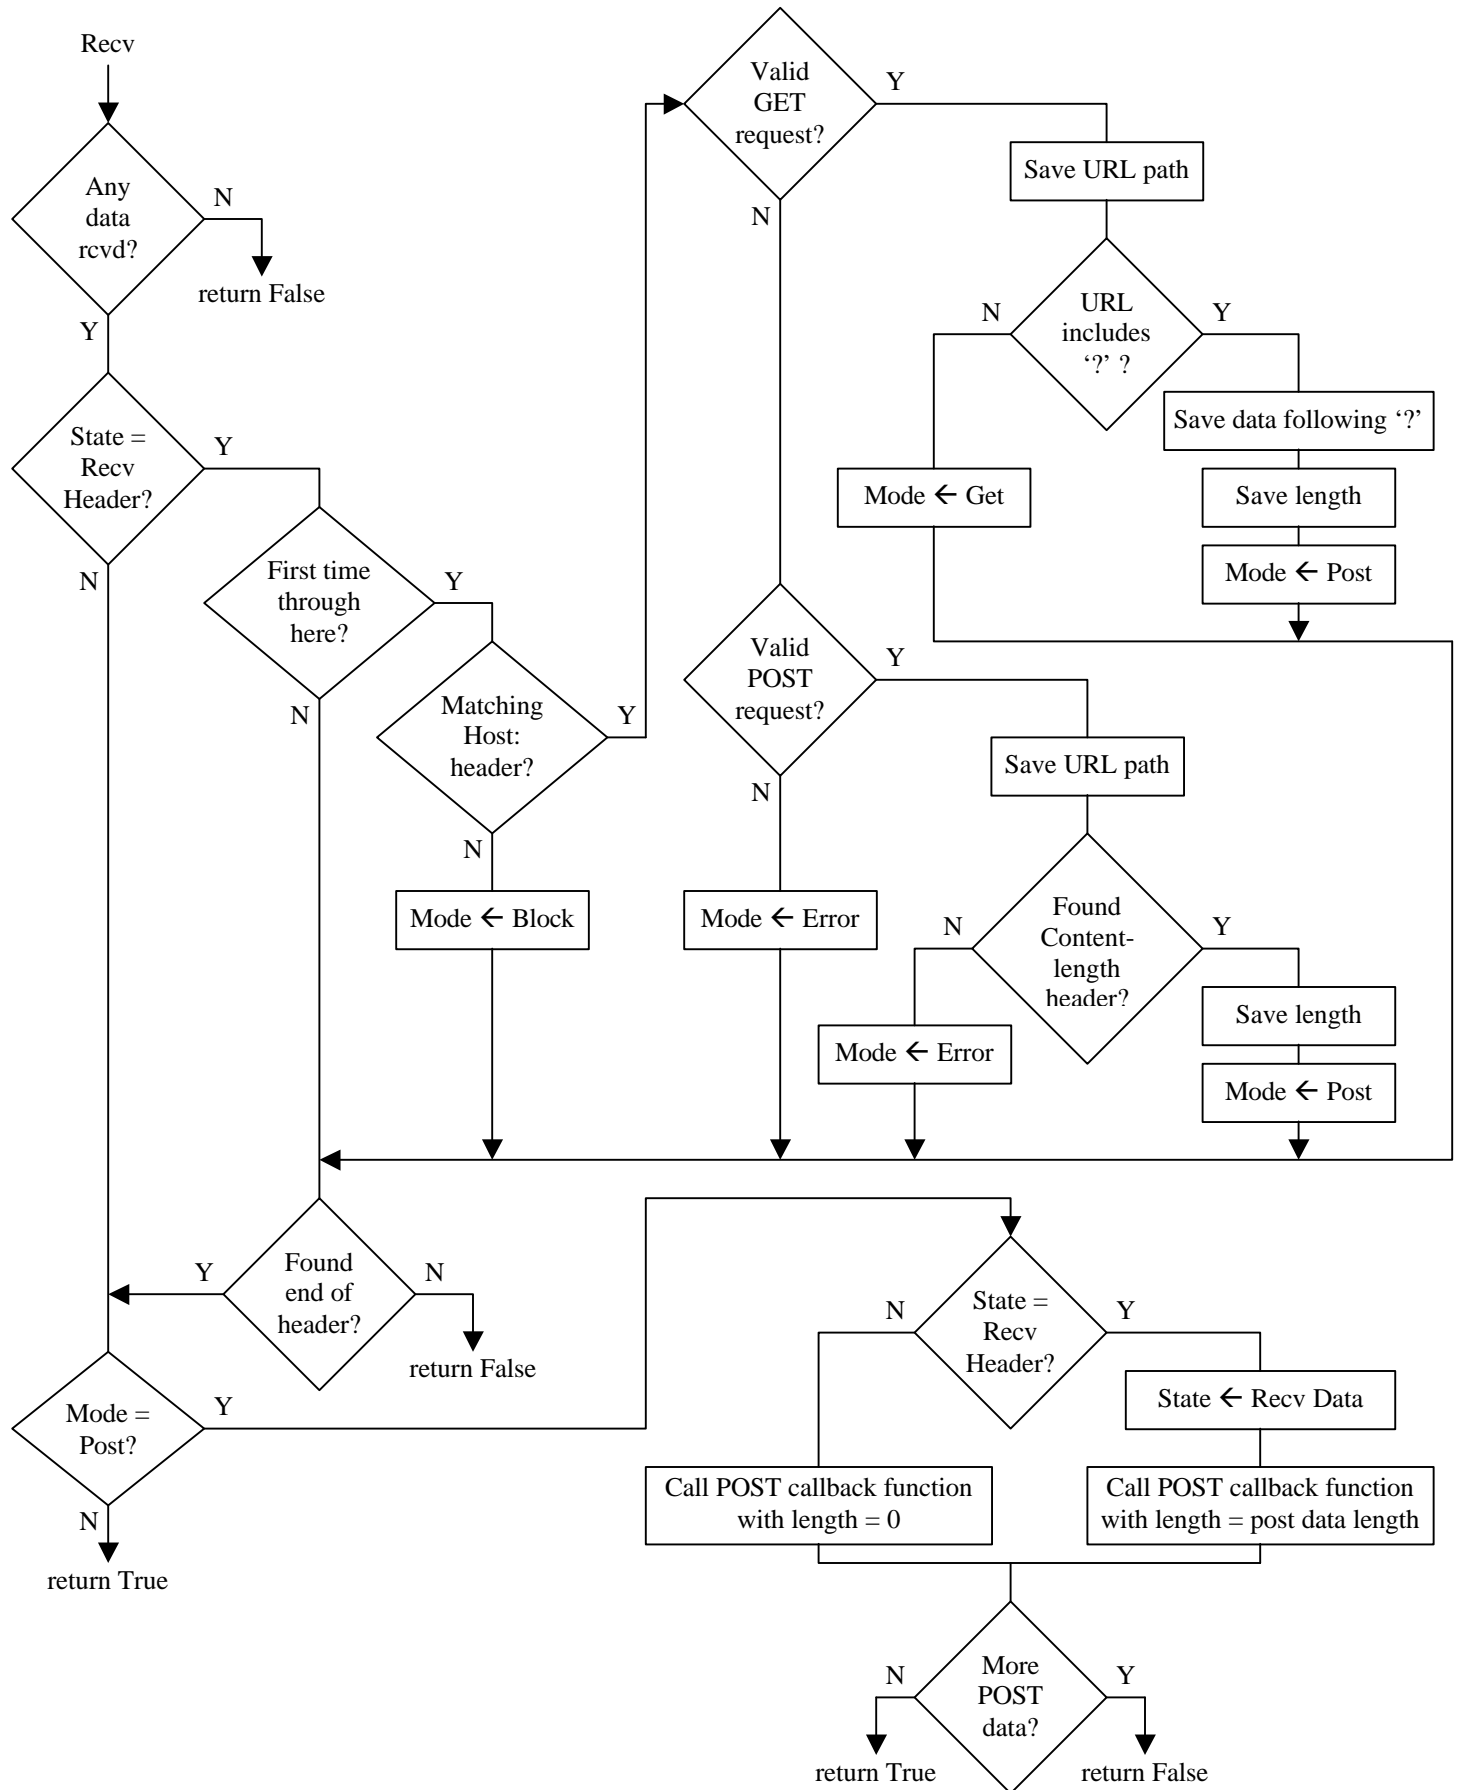 Recv
Any
data
rcvd?
N
return False
Y
State =
Recv
Header?
Y
N
First time
through
here?
Y
N
Matching
Host:
header?
Y
N
Mode ← Block
Valid
GET
request?
Y
N
Save URL path
URL
includes
‘?’ ?
N
Y
Mode ← Get
Save data following ‘?’
Save length
Mode ← Post
Valid
POST
request?
Y
N
Mode ← Error
Save URL path
Found
Content-
length
header?
N
Y
Mode ← Error
Save length
Mode ← Post
Found
end of
header?
Y
N
return False
Mode =
Post?
Y
N
return True
State =
Recv
Header?
N
Y
State ← Recv Data
Call POST callback function
with length = 0
Call POST callback function
with length = post data length
More
POST
data?
N
Y
return True
return False